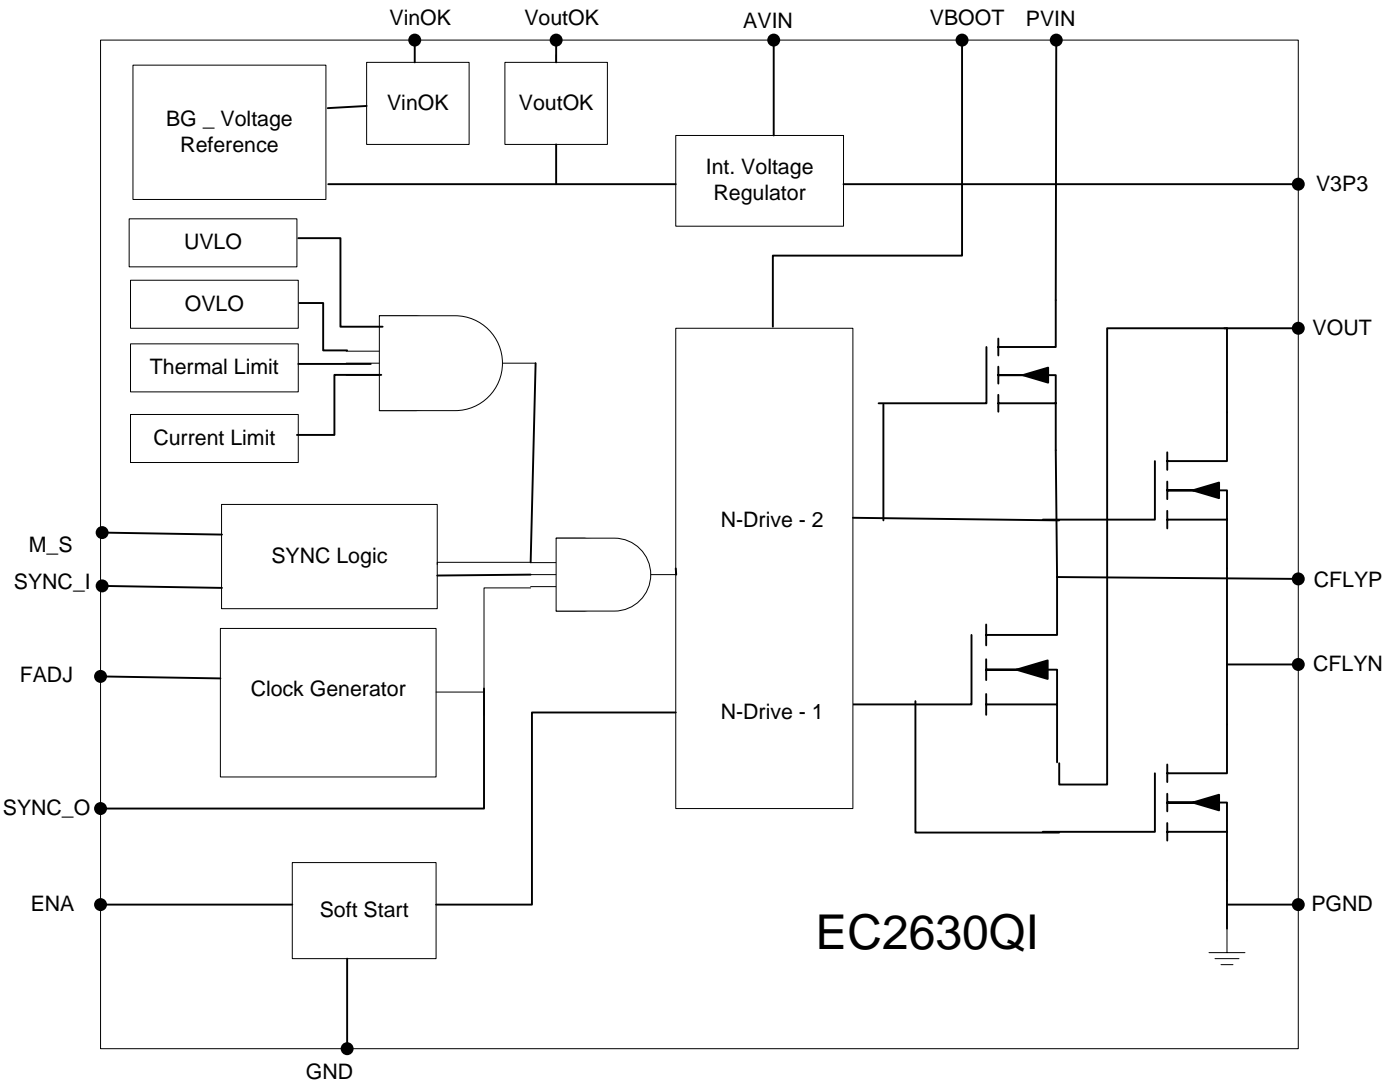 VinOK
VoutOK
AVIN
VBOOT
PVIN
BG _ Voltage
Reference
VinOK
VoutOK
Int. Voltage
Regulator
V3P3
UVLO
OVLO
Thermal Limit
Current Limit
VOUT
M_S
SYNC_I
SYNC Logic
N-Drive - 2
CFLYP
CFLYN
FADJ
Clock Generator
N-Drive - 1
SYNC_O
ENA
Soft Start
PGND
EC2630QI
GND